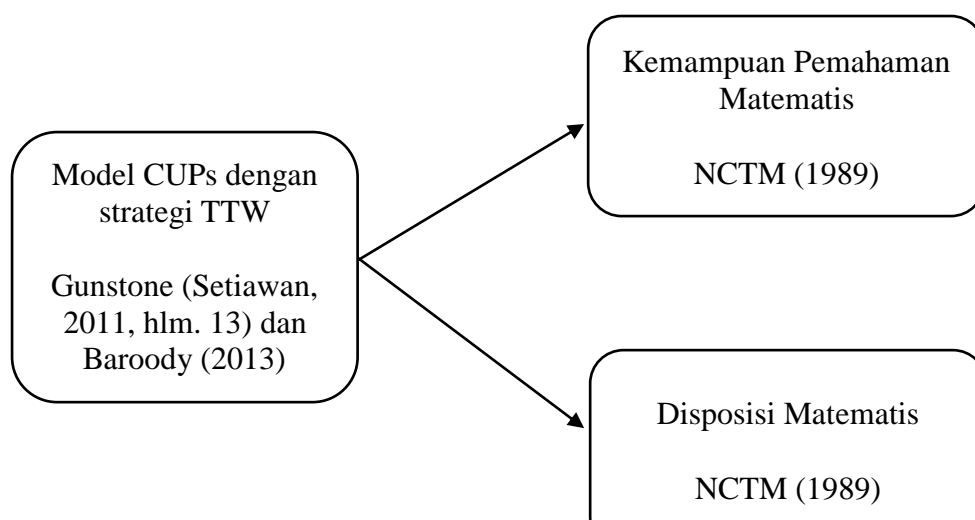 Kemampuan Pemahaman
Matematis
NCTM (1989)
Model CUPs dengan
strategi TTW
Gunstone (Setiawan,
2011, hlm. 13) dan
Baroody (2013)
Disposisi Matematis
NCTM (1989)